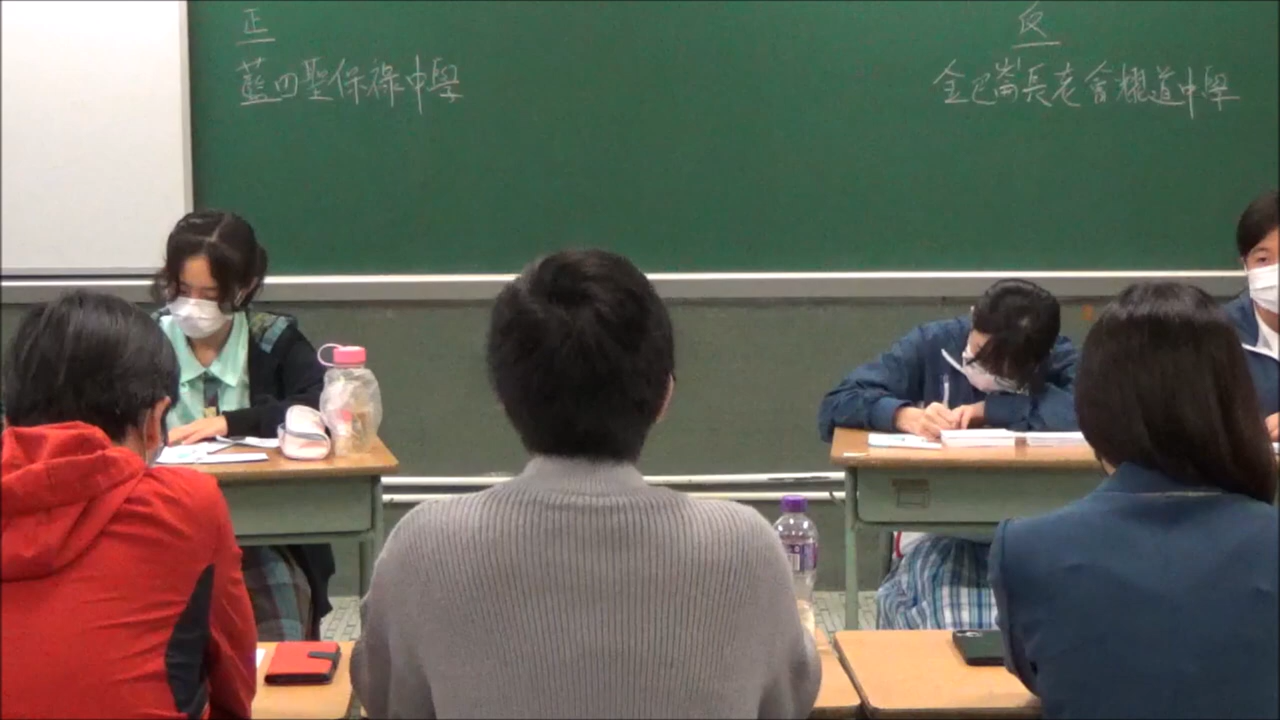 正
藍田聖保祿中學
反
金巴崙長老會耀道中學